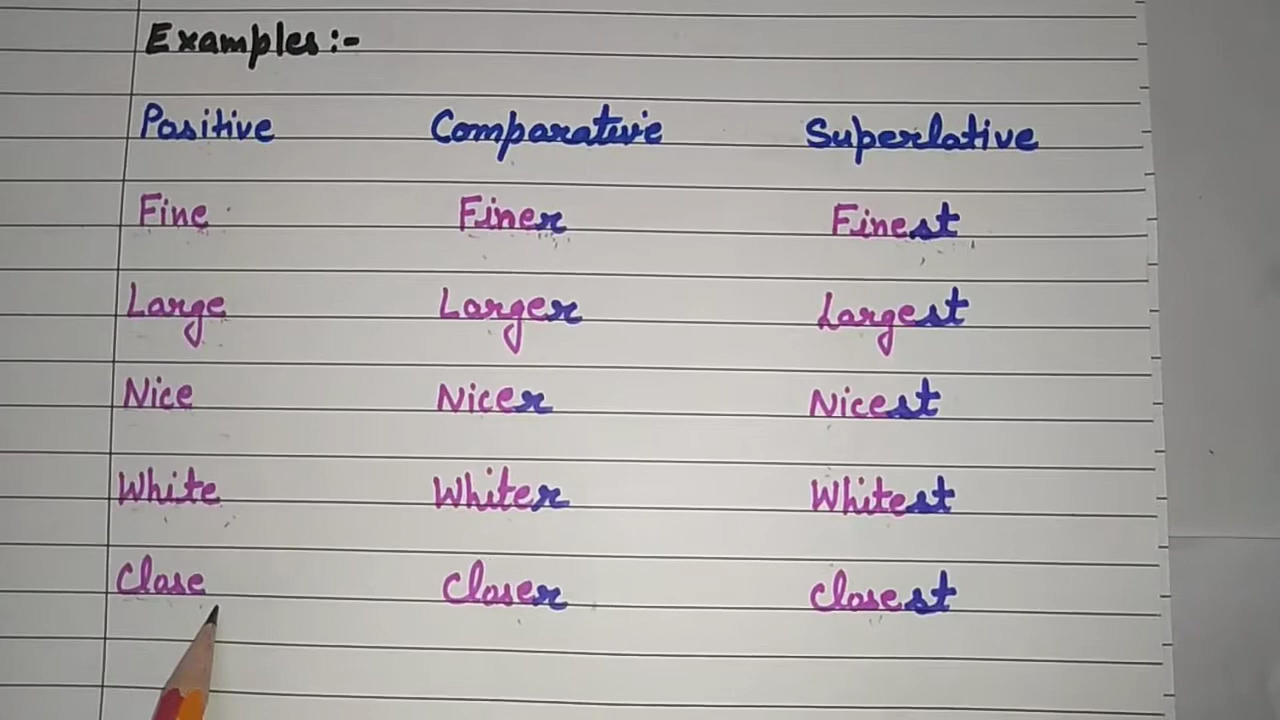 Examples:-
Positive Comparative Superlative
Fine Finer Finest
Large Larger Largest
Nice Nicer Nicest
White Whiter Whitest
Close Closer Closest